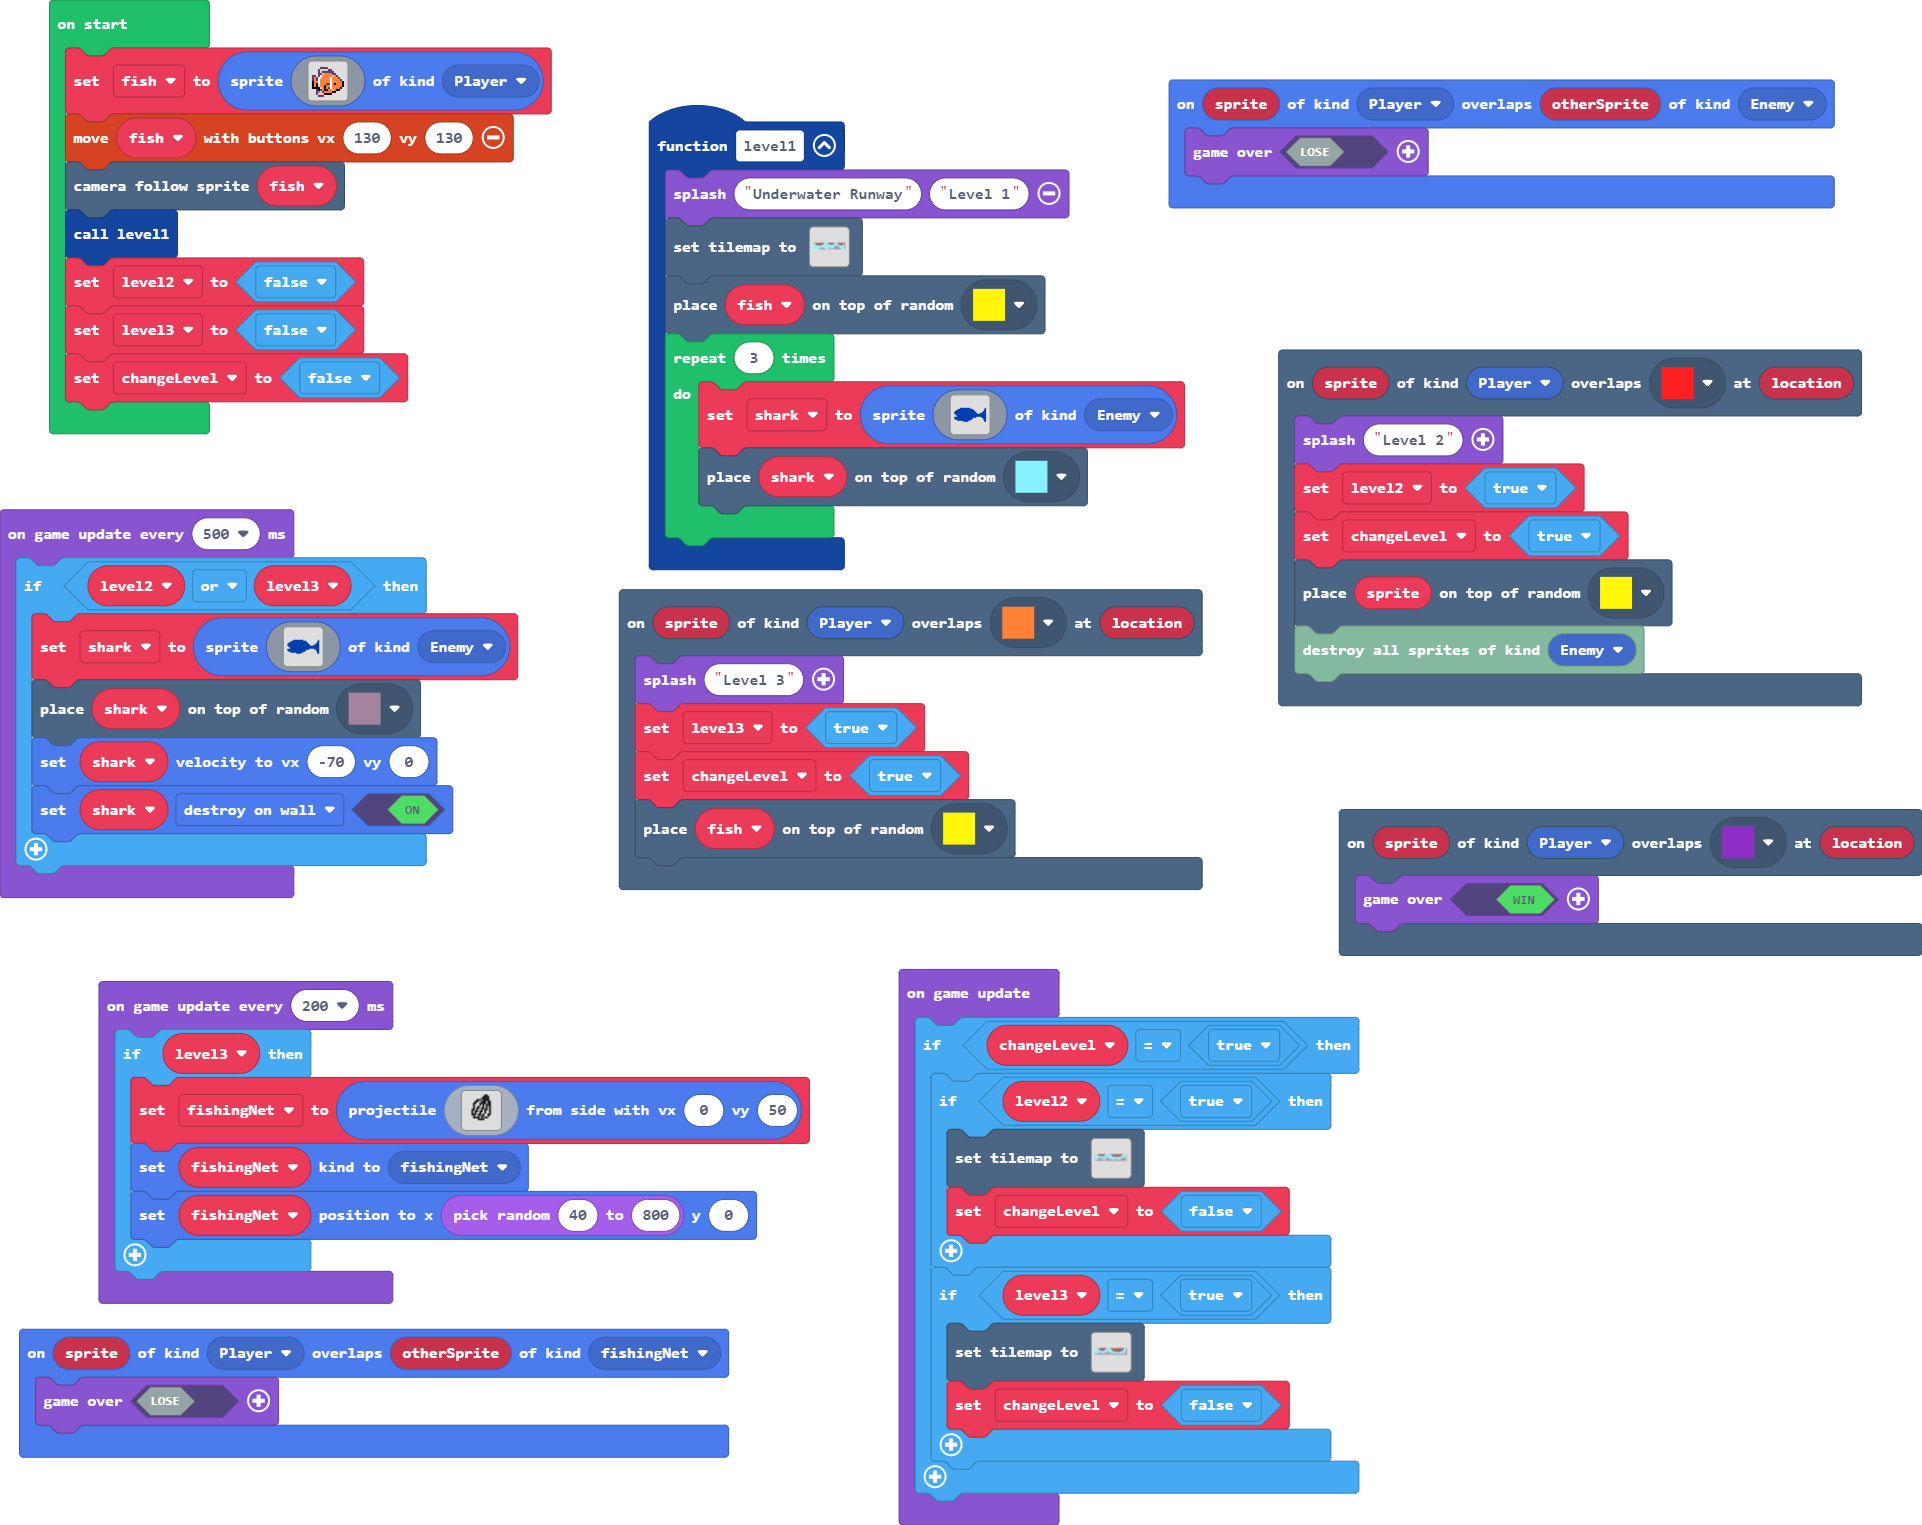 on start
set fish to sprite of kind Player
move fish with buttons vx 130 vy 130
camera follow sprite fish
call level1
set level2 to false
set level3 to false
set changeLevel to false
function level1
splash "Underwater Runway" "Level 1"
set tilemap to
place fish on top of random
repeat 3 times
do
set shark to sprite of kind Enemy
place shark on top of random
on sprite of kind Player overlaps otherSprite of kind Enemy
game over LOSE
on sprite of kind Player overlaps at location
splash "Level 2"
set level2 to true
set changeLevel to true
place sprite on top of random
destroy all sprites of kind Enemy
on game update every 500 ms
if level2 or level3 then
set shark to sprite of kind Enemy
place shark on top of random
set shark velocity to vx -70 vy 0
set shark destroy on wall ON
on sprite of kind Player overlaps at location
splash "Level 3"
set level3 to true
set changeLevel to true
place fish on top of random
on sprite of kind Player overlaps at location
game over WIN
on game update every 200 ms
if level3 then
set fishingNet to projectile from side with vx 0 vy 50
set fishingNet kind to fishingNet
set fishingNet position to x pick random 40 to 800 y 0
on sprite of kind Player overlaps otherSprite of kind fishingNet
game over LOSE
on game update
if changeLevel = true then
if level2 = true then
set tilemap to
set changeLevel to false
if level3 = true then
set tilemap to
set changeLevel to false